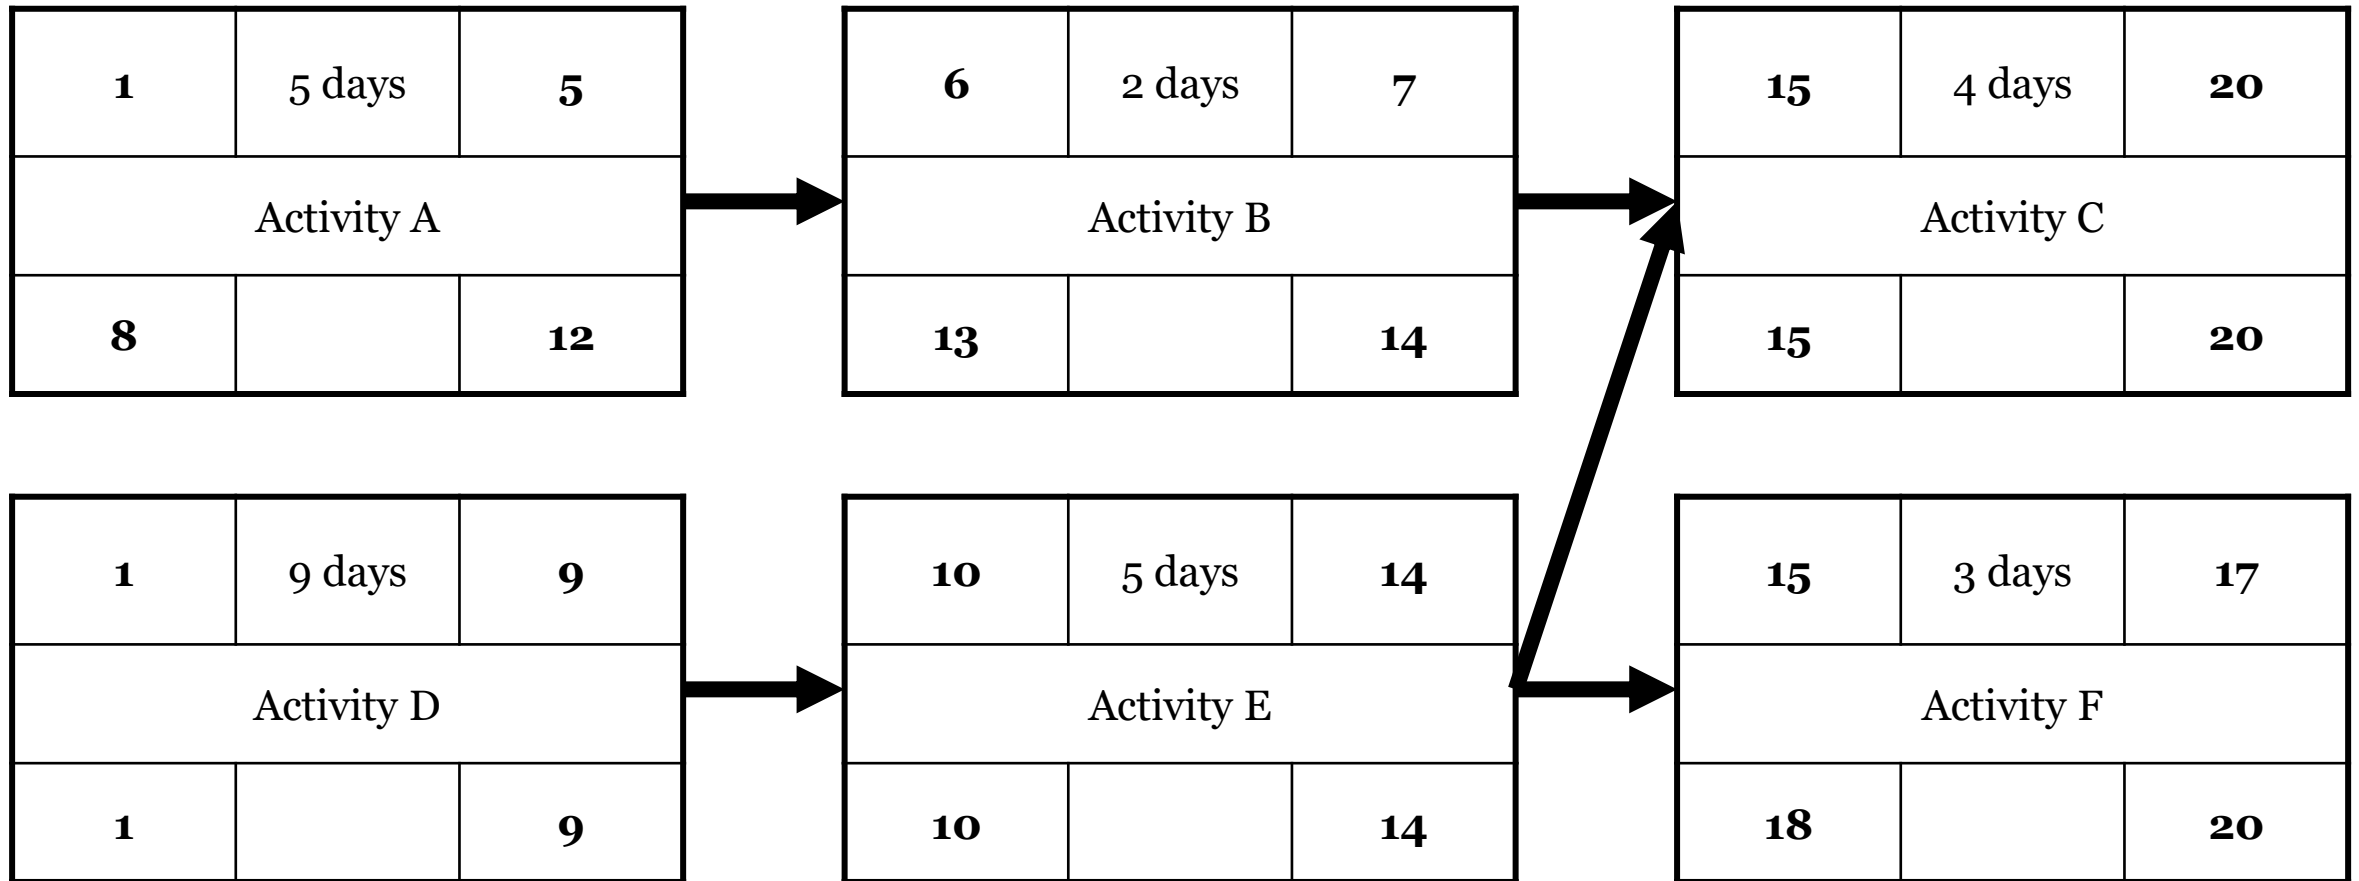 1 5 days 5
Activity A
8 12
6 2 days 7
Activity B
13 14
15 4 days 20
Activity C
15 20
1 9 days 9
Activity D
1 9
10 5 days 14
Activity E
10 14
15 3 days 17
Activity F
18 20